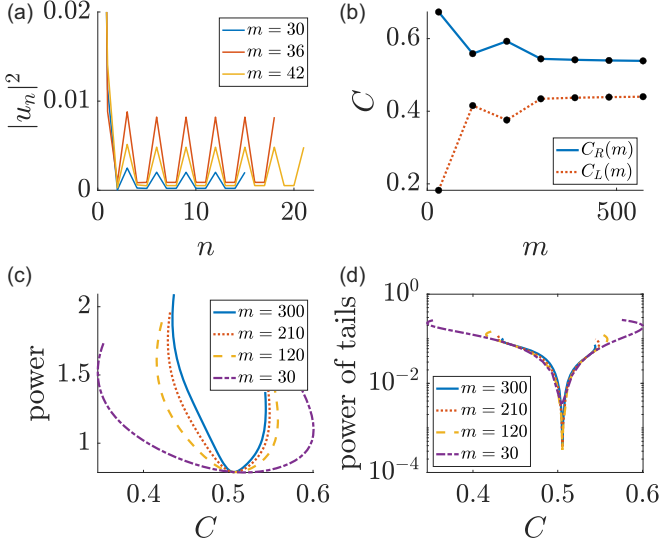 (a)
|u_n|^2
0.02
0.01
0
0
10
20
n
m = 30
m = 36
m = 42
(b)
C
0.6
0.4
0.2
0
500
m
C_R(m)
C_L(m)
(c)
power
2
1.5
1
0.4
0.5
0.6
C
m = 300
m = 210
m = 120
m = 30
(d)
power of tails
10^0
10^-2
10^-4
0.4
0.5
0.6
C
m = 300
m = 210
m = 120
m = 30